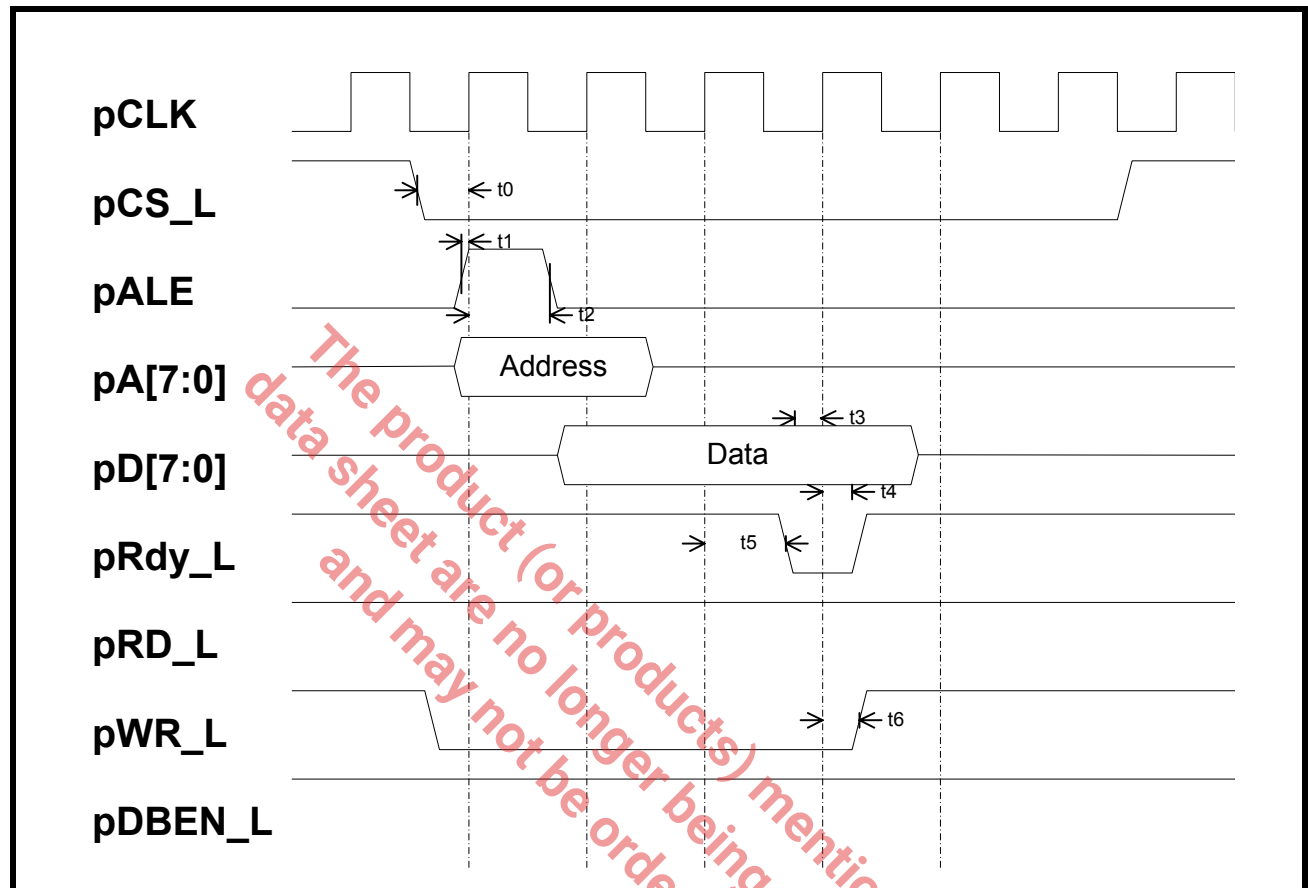 pCLK
pCS_L
t0
t1
pALE
t2
pA[7:0]
Address
t3
pD[7:0]
Data
t4
pRdy_L
t5
pRD_L
pWR_L
t6
pDBEN_L
The product (or products) mentio
data sheet are no longer being
and may not be orde